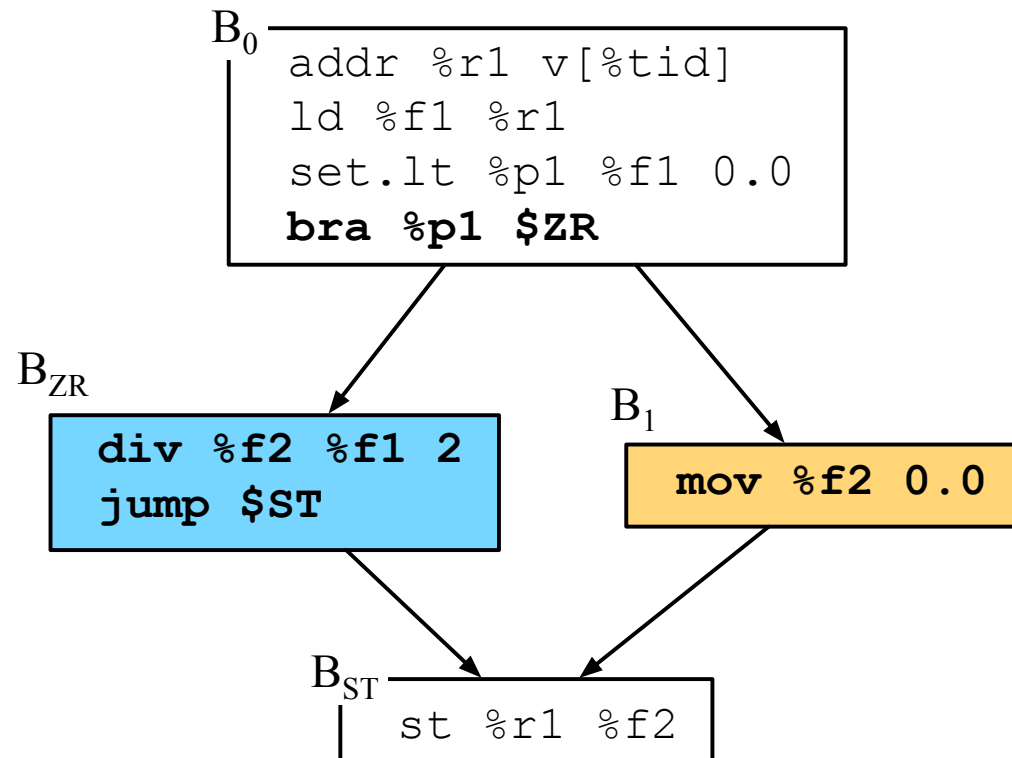 B0
addr %r1 v[%tid]
ld %f1 %r1
set.lt %p1 %f1 0.0
bra %p1 $ZR
BZR
div %f2 %f1 2
jump $ST
B1
mov %f2 0.0
BST
st %r1 %f2